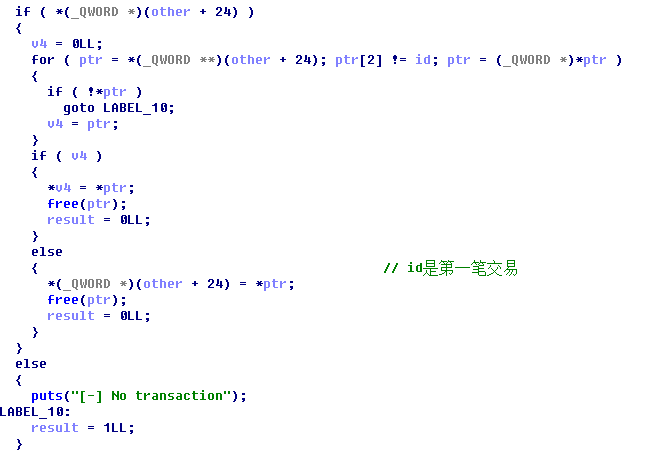 if ( *(_QWORD *)(other + 24) )
{
v4 = 0LL;
for ( ptr = *(_QWORD **)(other + 24); ptr[2] != id; ptr = (_QWORD *)*ptr )
{
if ( !*ptr )
goto LABEL_10;
v4 = ptr;
}
if ( v4 )
{
*v4 = *ptr;
free(ptr);
result = 0LL;
}
else
{ // id是第一笔交易
*(_QWORD *)(other + 24) = *ptr;
free(ptr);
result = 0LL;
}
}
else
{
puts("[-] No transaction");
LABEL_10:
result = 1LL;
}